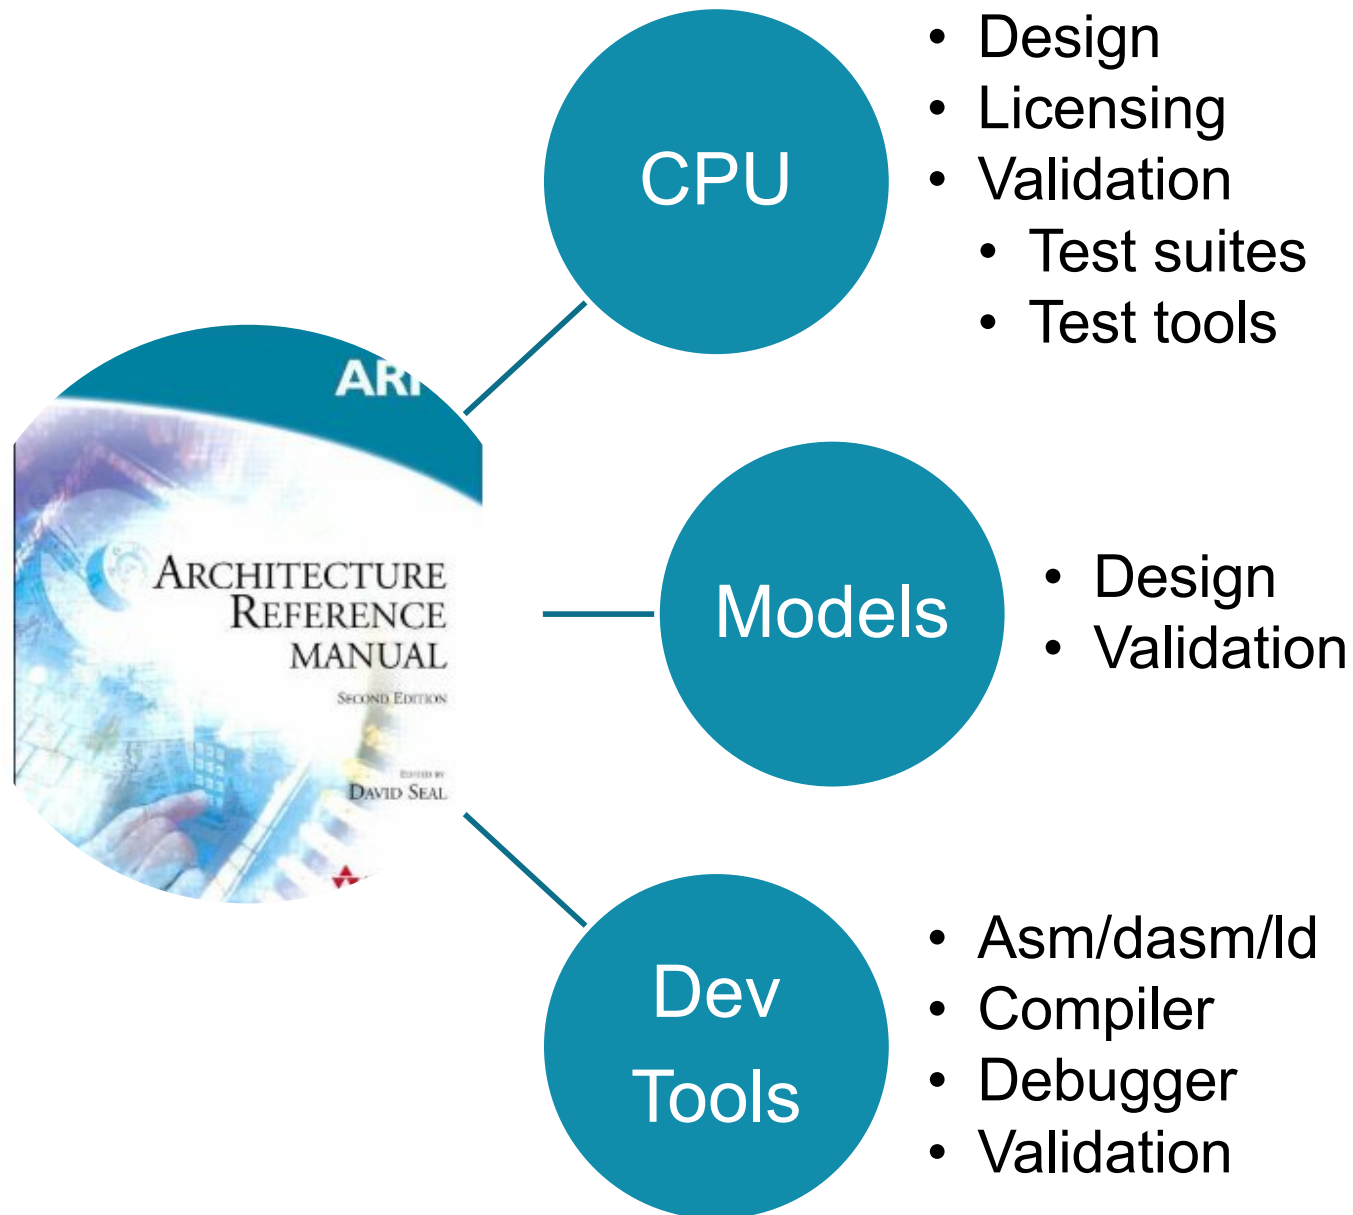 CPU
• Design
• Licensing
• Validation
• Test suites
• Test tools
ARCHITECTURE
REFERENCE
MANUAL
SECOND EDITION
EDITED BY
DAVID SEAL
Models
• Design
• Validation
Dev
Tools
• Asm/dasm/ld
• Compiler
• Debugger
• Validation